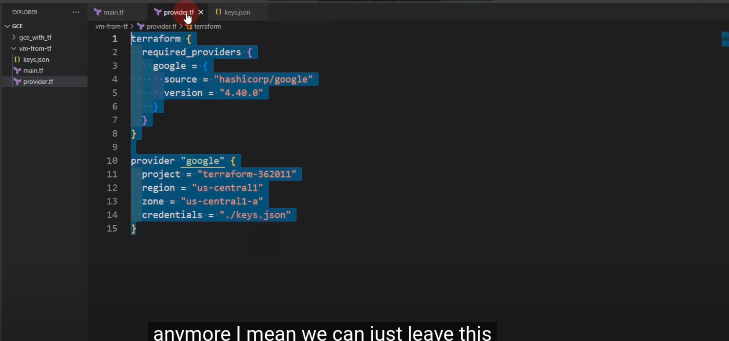 EXPLORER ···
GCE
gce_with_tf
vm-from-tf
keys.json
main.tf
provider.tf
main.tf provider.tf × {} keys.json
vm-from-tf > provider.tf > terraform
1 terraform {
2 required_providers {
3 google = {
4 source = "hashicorp/google"
5 version = "4.40.0"
6 }
7 }
8 }
9
10 provider "google" {
11 project = "terraform-362011"
12 region = "us-central1"
13 zone = "us-central1-a"
14 credentials = "./keys.json"
15 }
anymore I mean we can just leave this